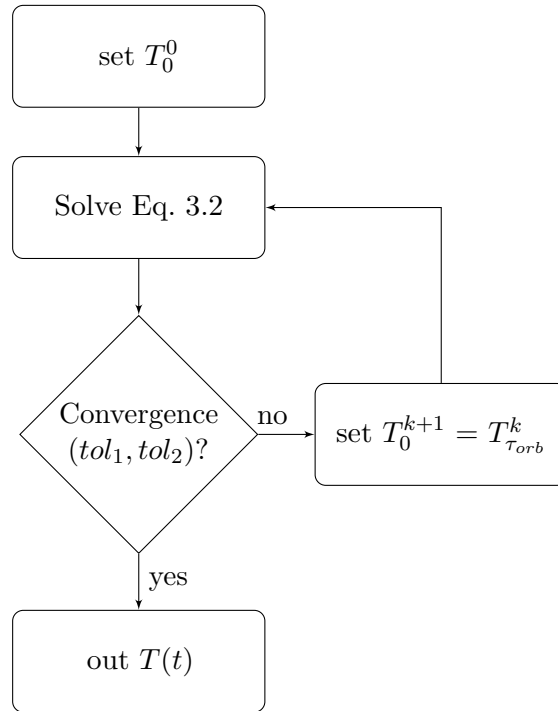 set T_0^0
Solve Eq. 3.2
Convergence
(tol_1, tol_2)?
no
set T_0^{k+1} = T_{τ_{orb}}^k
yes
out T(t)